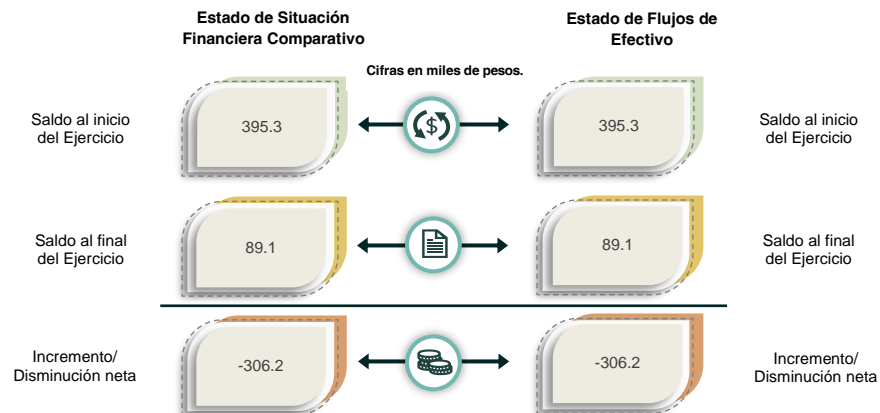 Estado de Situación
Financiera Comparativo
Estado de Flujos de
Efectivo
Cifras en miles de pesos.
Saldo al inicio
del Ejercicio
395.3
$
395.3
Saldo al inicio
del Ejercicio
Saldo al final
del Ejercicio
89.1
89.1
Saldo al final
del Ejercicio
Incremento/
Disminución neta
-306.2
-306.2
Incremento/
Disminución neta